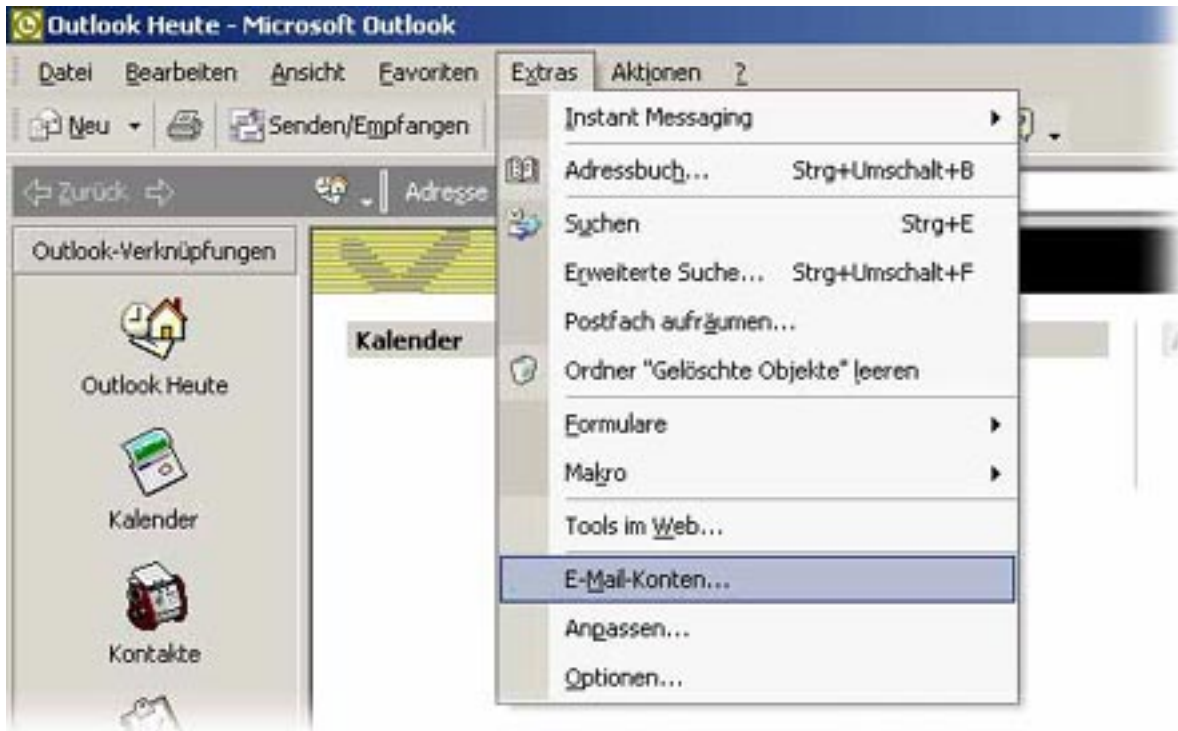 Outlook Heute - Microsoft Outlook
Datei Bearbeiten Ansicht Favoriten Extras Aktionen ?
Neu Senden/Empfangen
Zurück Adresse
Outlook-Verknüpfungen
Outlook Heute
Kalender
Kontakte
Kalender
Instant Messaging
Adressbuch... Strg+Umschalt+B
Suchen Strg+E
Erweiterte Suche... Strg+Umschalt+F
Postfach aufräumen...
Ordner "Gelöschte Objekte" leeren
Formulare
Makro
Tools im Web...
E-Mail-Konten...
Anpassen...
Optionen...